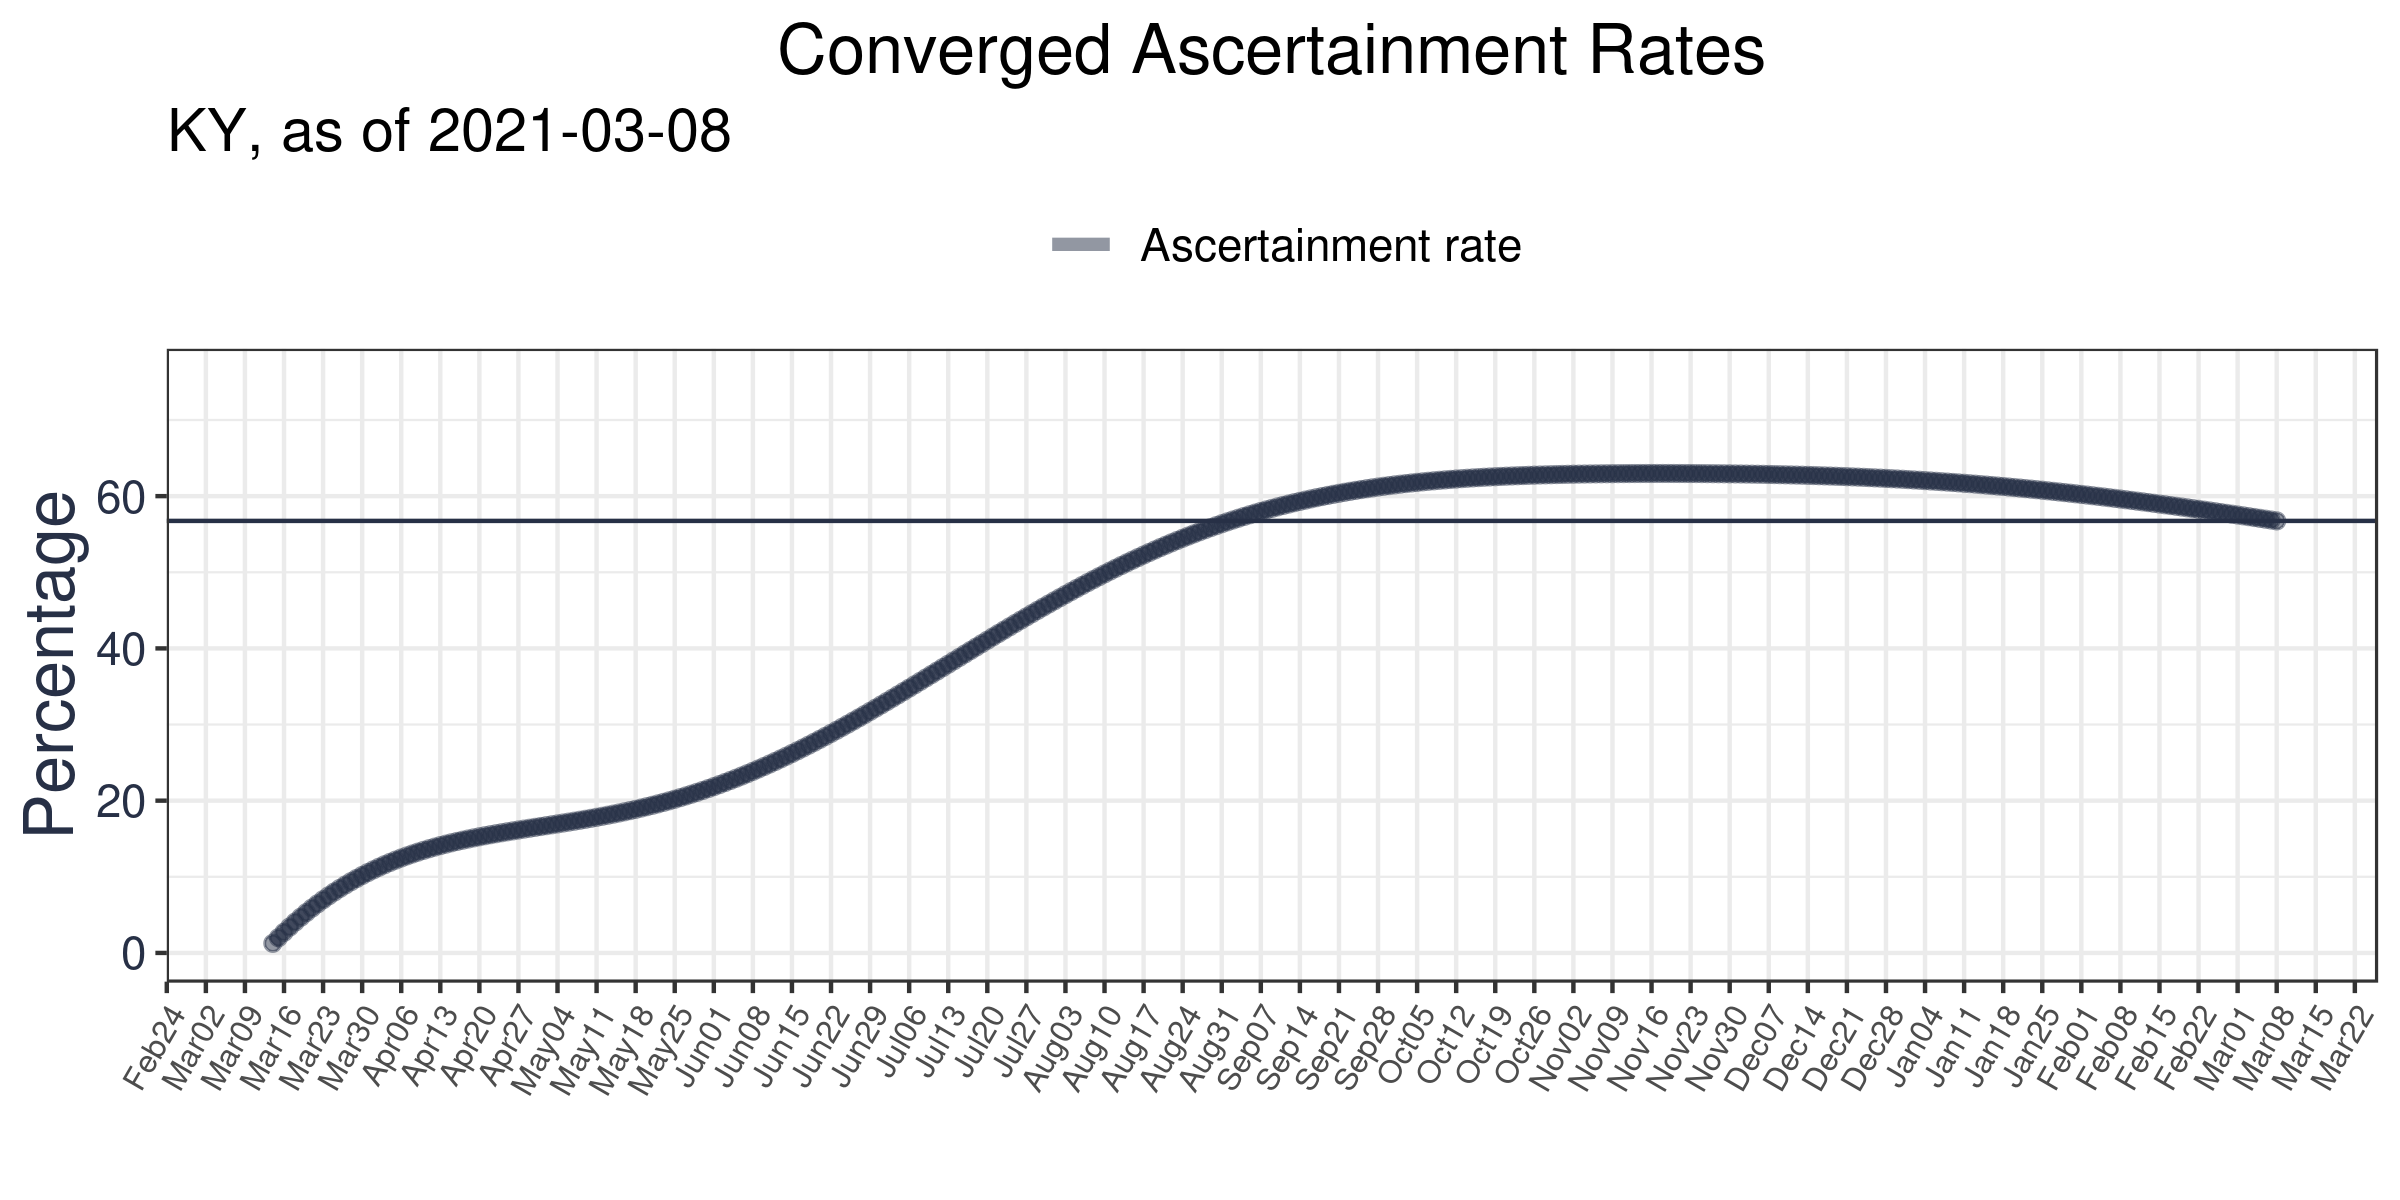 Converged Ascertainment Rates
KY, as of 2021-03-08
Ascertainment rate
Percentage
60
40
20
0
Feb24
Mar02
Mar09
Mar16
Mar23
Mar30
Apr06
Apr13
Apr20
Apr27
May04
May11
May18
May25
Jun01
Jun08
Jun15
Jun22
Jun29
Jul06
Jul13
Jul20
Jul27
Aug03
Aug10
Aug17
Aug24
Aug31
Sep07
Sep14
Sep21
Sep28
Oct05
Oct12
Oct19
Oct26
Nov02
Nov09
Nov16
Nov23
Nov30
Dec07
Dec14
Dec21
Dec28
Jan04
Jan11
Jan18
Jan25
Feb01
Feb08
Feb15
Feb22
Mar01
Mar08
Mar15
Mar22